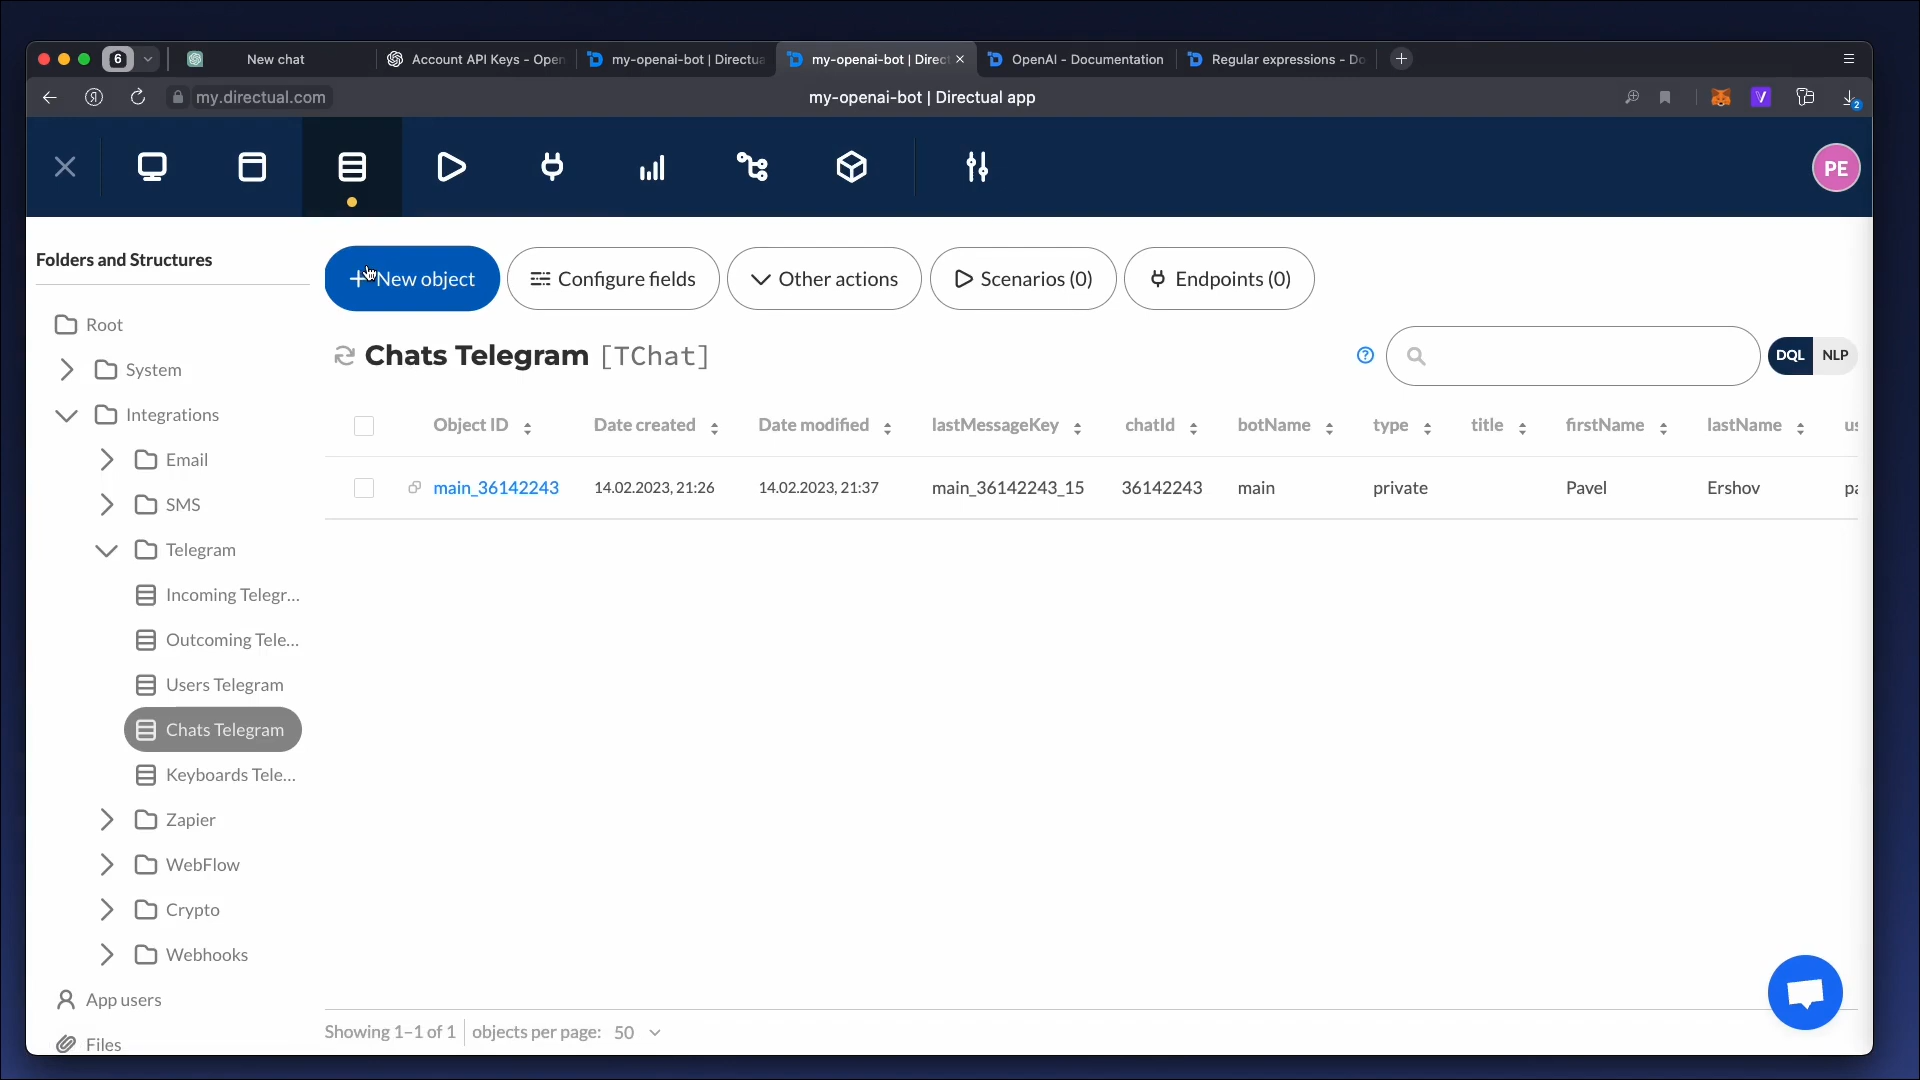 6
New chat
Account API Keys - Open
my-openai-bot | Directua
my-openai-bot | Direct
OpenAI - Documentation
Regular expressions - Do
my.directual.com
my-openai-bot | Directual app
2
PE
Folders and Structures
Root
System
Integrations
Email
SMS
Telegram
Incoming Telegr...
Outcoming Tele...
Users Telegram
Chats Telegram
Keyboards Tele...
Zapier
WebFlow
Crypto
Webhooks
App users
Files
New object
Configure fields
Other actions
Scenarios (0)
Endpoints (0)
Chats Telegram [TChat]
DQL NLP
Object ID Date created Date modified lastMessageKey chatId botName type title firstName lastName us
main_36142243 14.02.2023, 21:26 14.02.2023, 21:37 main_36142243_15 36142243 main private Pavel Ershov pa
Showing 1–1 of 1 objects per page: 50